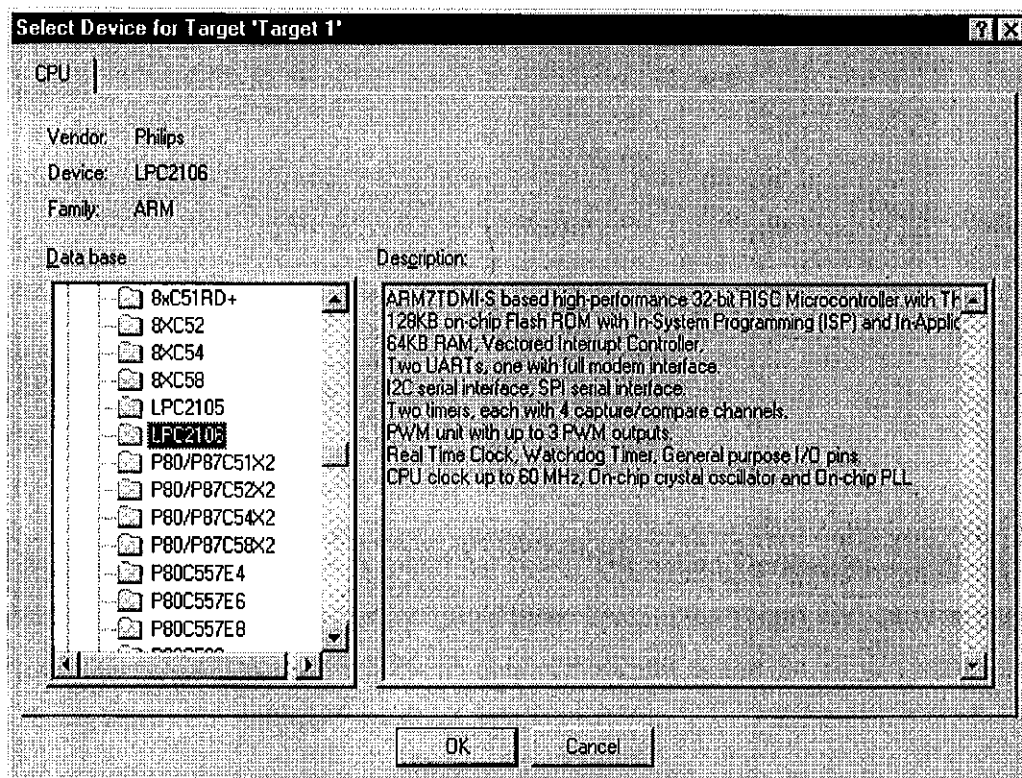 Select Device for Target 'Target 1'
CPU
Vendor: Philips
Device: LPC2106
Family: ARM
Data base
Description:
8xC51RD+
8XC52
8XC54
8XC58
LPC2105
LPC2106
P80/P87C51X2
P80/P87C52X2
P80/P87C54X2
P80/P87C58X2
P80C557E4
P80C557E6
P80C557E8
ARM7TDMI-S based high-performance 32-bit RISC Microcontroller with Th
128KB on-chip Flash ROM with In-System Programming (ISP) and In-Applic
64KB RAM, Vectored Interrupt Controller,
Two UARTs, one with full modem interface.
I2C serial interface, SPI serial interface.
Two timers, each with 4 capture/compare channels.
PWM unit with up to 3 PWM outputs.
Real Time Clock, Watchdog Timer, General purpose I/O pins.
CPU clock up to 60 MHz, On-chip crystal oscillator and On-chip PLL
OK
Cancel